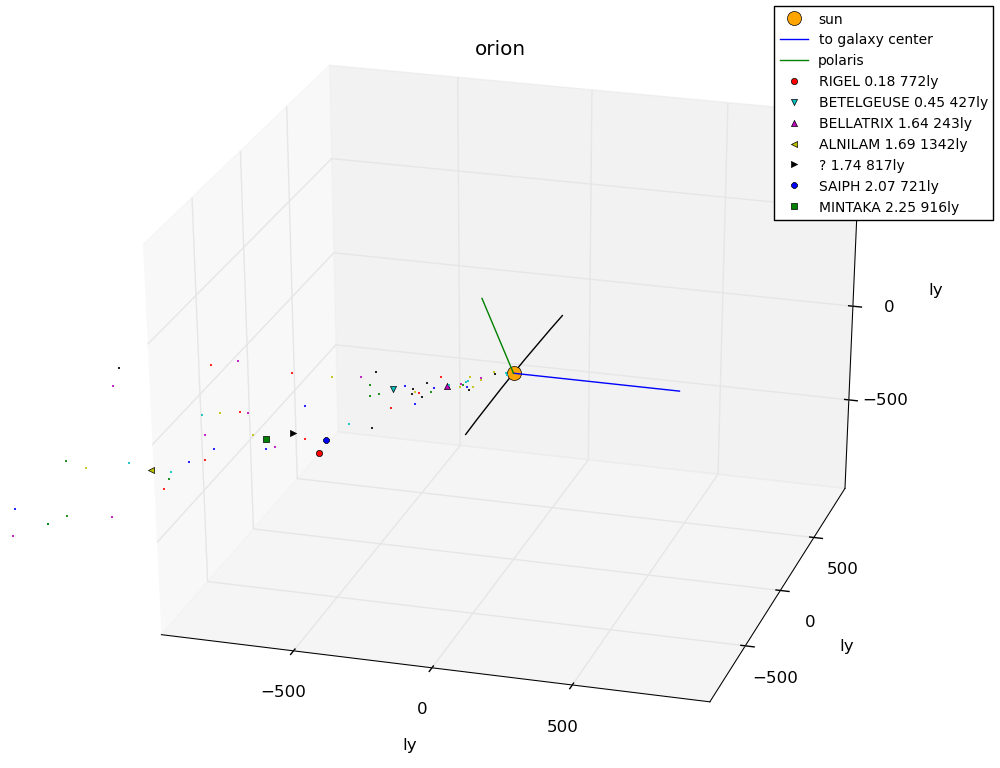 orion
sun
to galaxy center
polaris
RIGEL 0.18 772ly
BETELGEUSE 0.45 427ly
BELLATRIX 1.64 243ly
ALNILAM 1.69 1342ly
? 1.74 817ly
SAIPH 2.07 721ly
MINTAKA 2.25 916ly
ly
0
−500
500
0
ly
−500
−500
0
500
ly